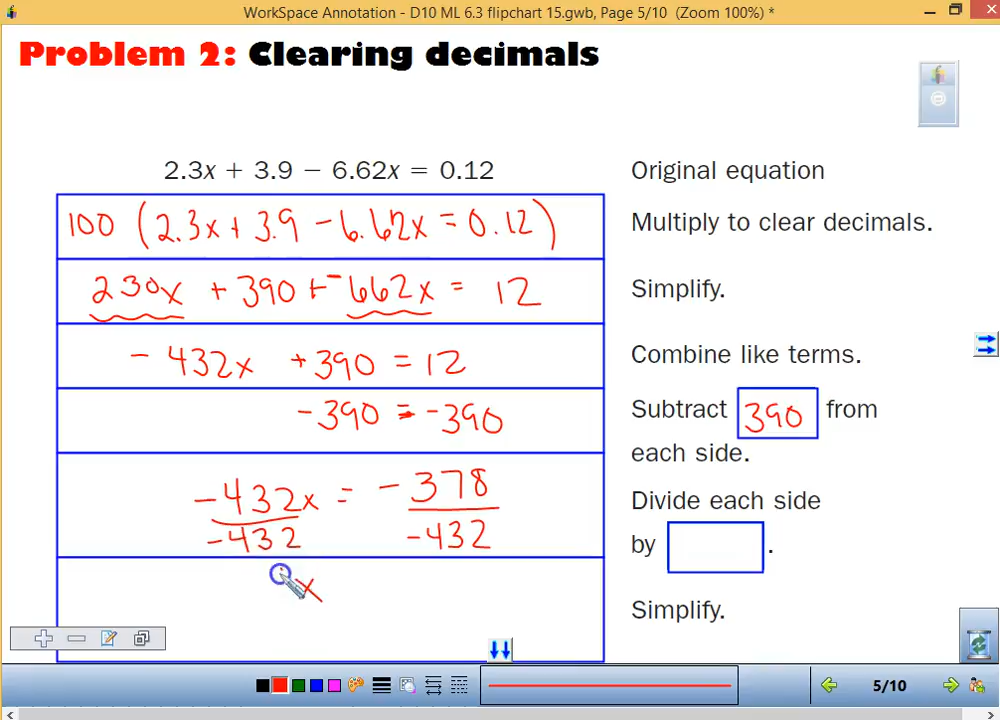 WorkSpace Annotation - D10 ML 6.3 flipchart 15.gwb, Page 5/10 (Zoom 100%) *
Problem 2: Clearing decimals
2.3x + 3.9 − 6.62x = 0.12 Original equation
100 (2.3x + 3.9 - 6.62x = 0.12) Multiply to clear decimals.
230x + 390 + -662x = 12 Simplify.
- 432x + 390 = 12 Combine like terms.
-390 = -390 Subtract 390 from
each side.
-432x = -378 Divide each side
-432 -432 by .
x
Simplify.
5/10